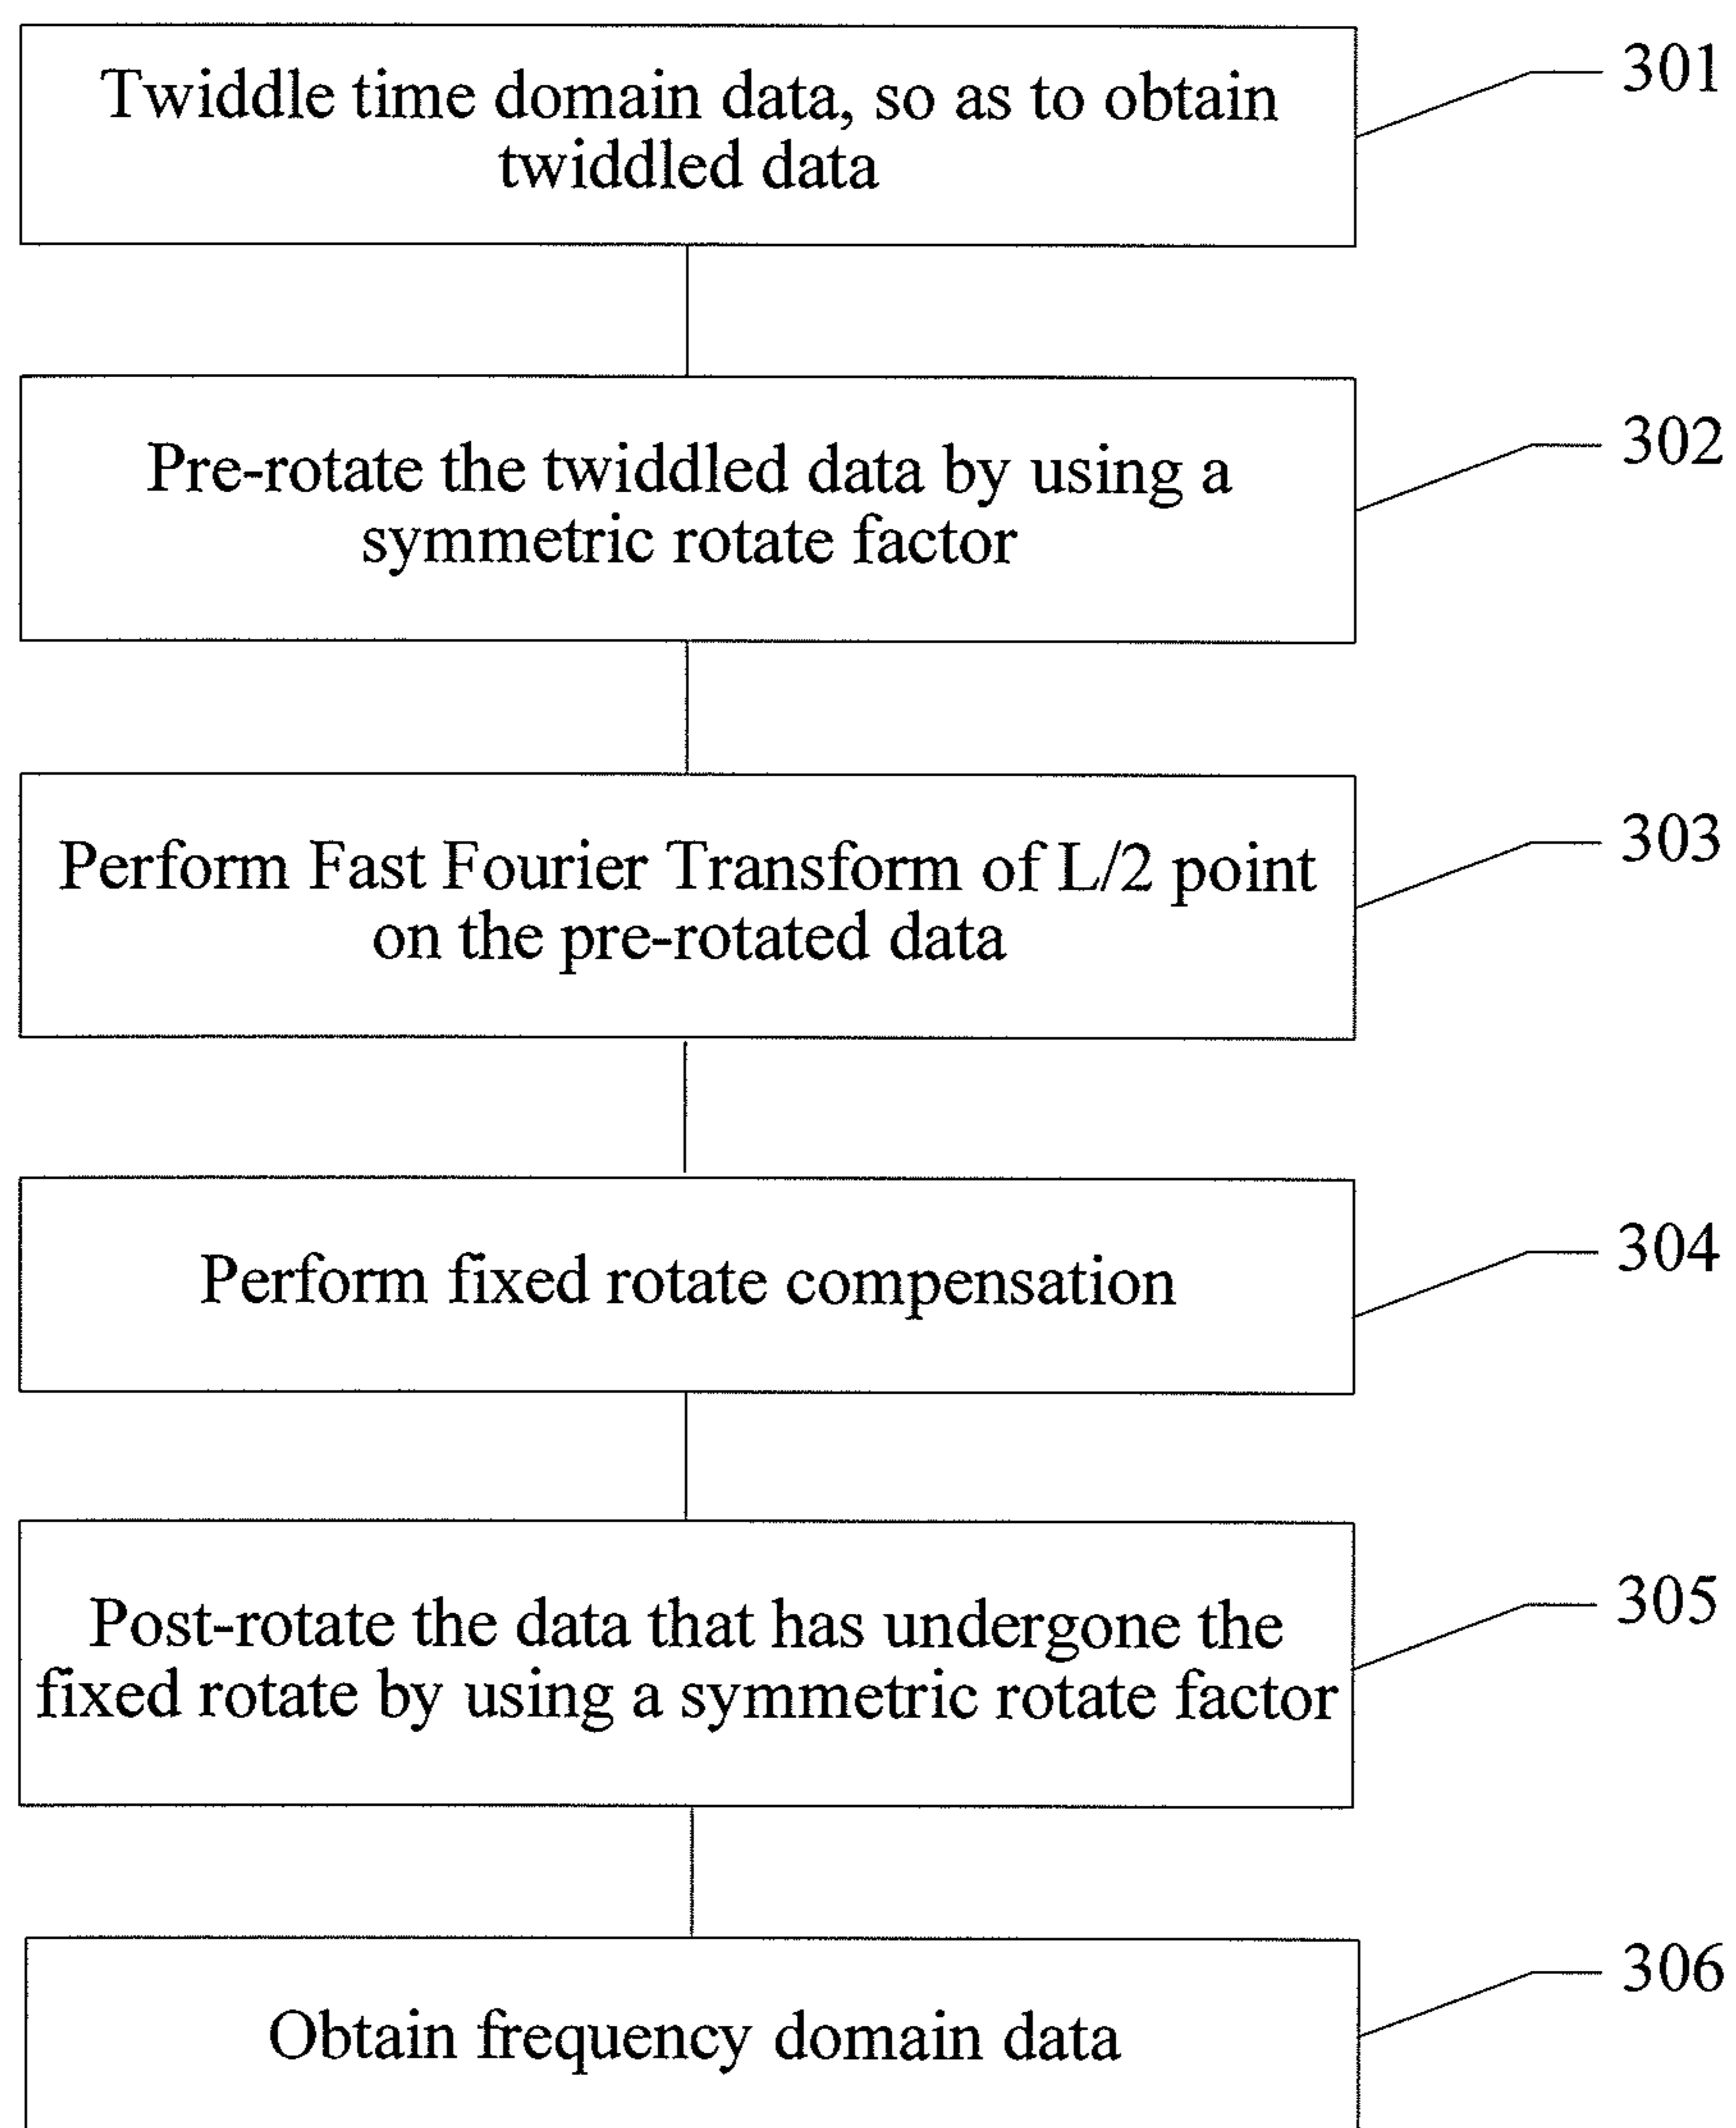 Twiddle time domain data, so as to obtain
twiddled data
301
Pre-rotate the twiddled data by using a
symmetric rotate factor
302
Perform Fast Fourier Transform of L/2 point
on the pre-rotated data
303
Perform fixed rotate compensation
304
Post-rotate the data that has undergone the
fixed rotate by using a symmetric rotate factor
305
Obtain frequency domain data
306